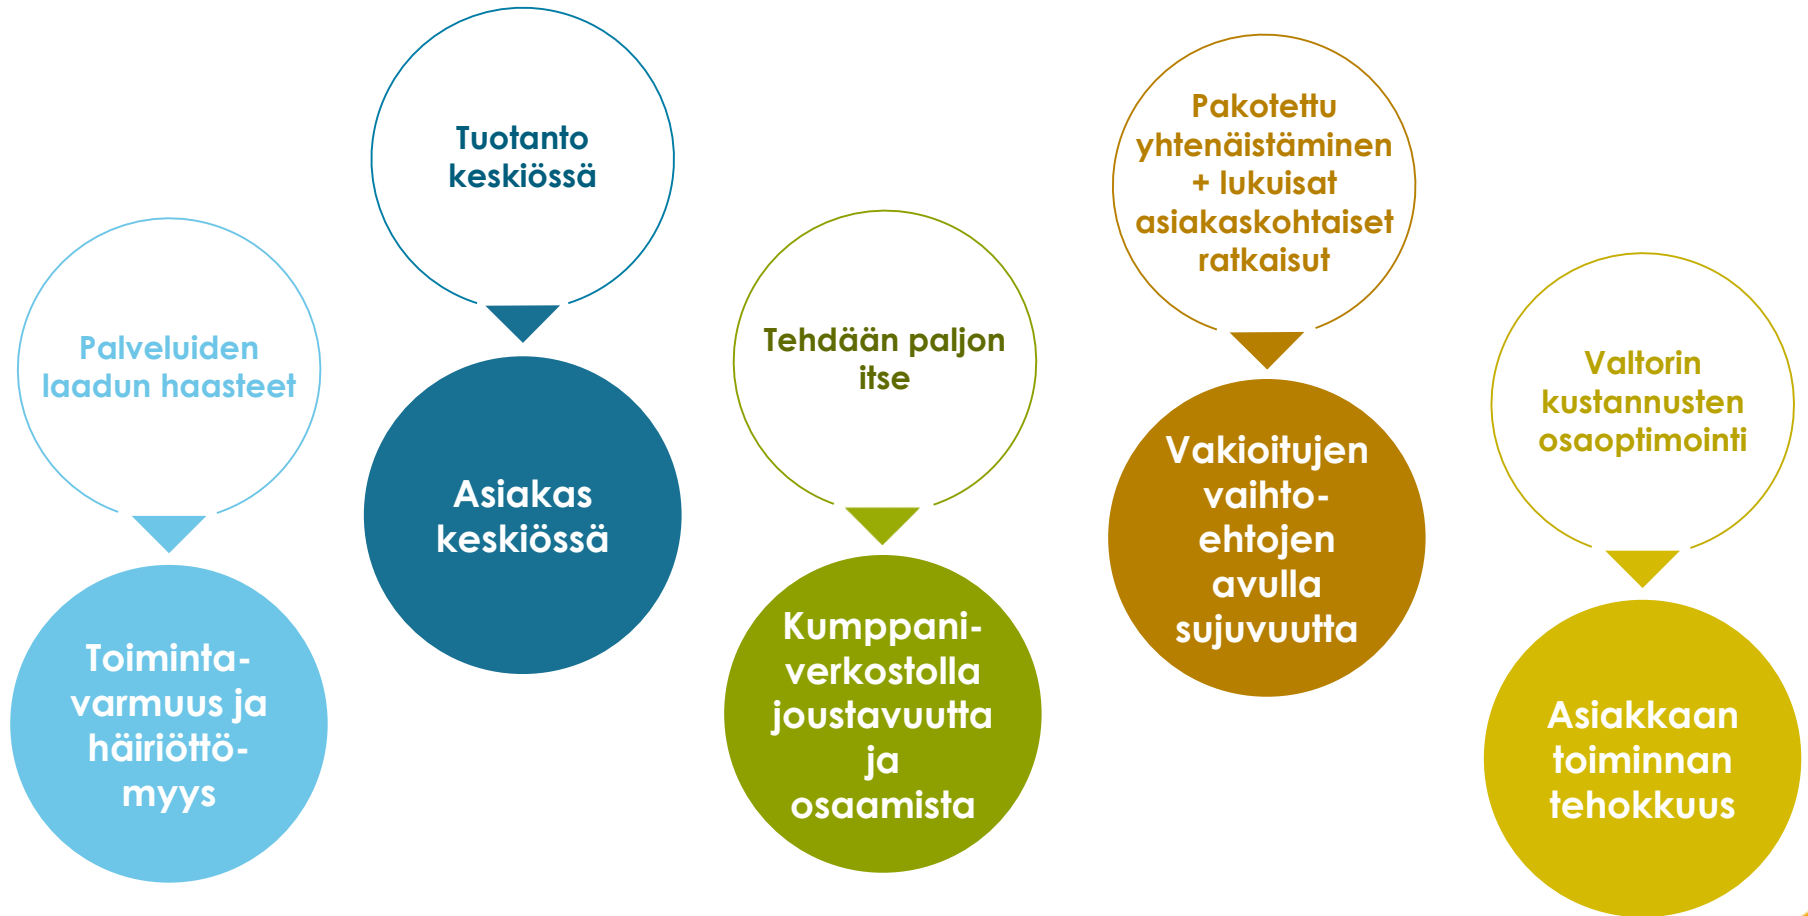 Palveluiden
laadun haasteet
Toiminta-
varmuus ja
häiriöttö-
myys
Tuotanto
keskiössä
Asiakas
keskiössä
Tehdään paljon
itse
Kumppani-
verkostolla
joustavuutta
ja
osaamista
Pakotettu
yhtenäistäminen
+ lukuisat
asiakaskohtaiset
ratkaisut
Vakioitujen
vaihto-
ehtojen
avulla
sujuvuutta
Valtorin
kustannusten
osaoptimointi
Asiakkaan
toiminnan
tehokkuus